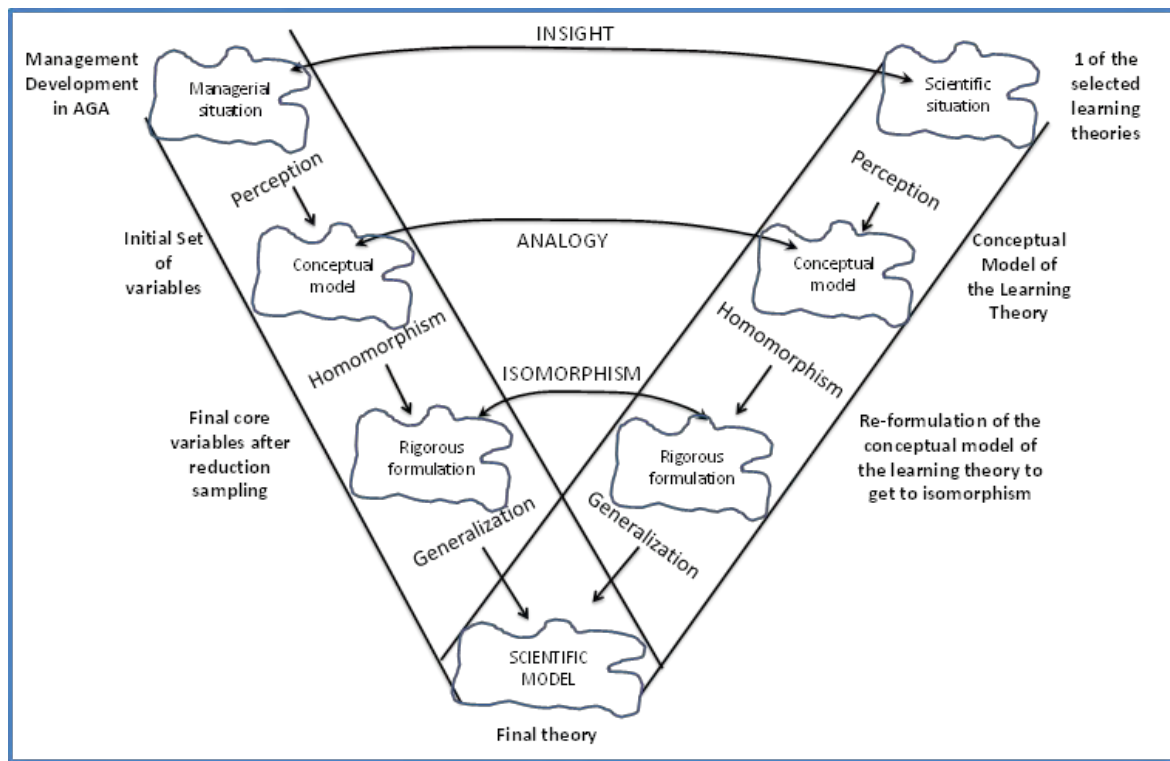 INSIGHT
Management
Development
in AGA
Managerial
situation
Scientific
situation
1 of the
selected
learning
theories
Perception
Perception
Initial Set
of
variables
ANALOGY
Conceptual
model
Conceptual
model
Conceptual
Model of
the Learning
Theory
Homomorphism
Homomorphism
ISOMORPHISM
Final core
variables after
reduction
sampling
Rigorous
formulation
Rigorous
formulation
Re-formulation of the
conceptual model of
the learning theory to
get to isomorphism
Generalization
Generalization
SCIENTIFIC
MODEL
Final theory